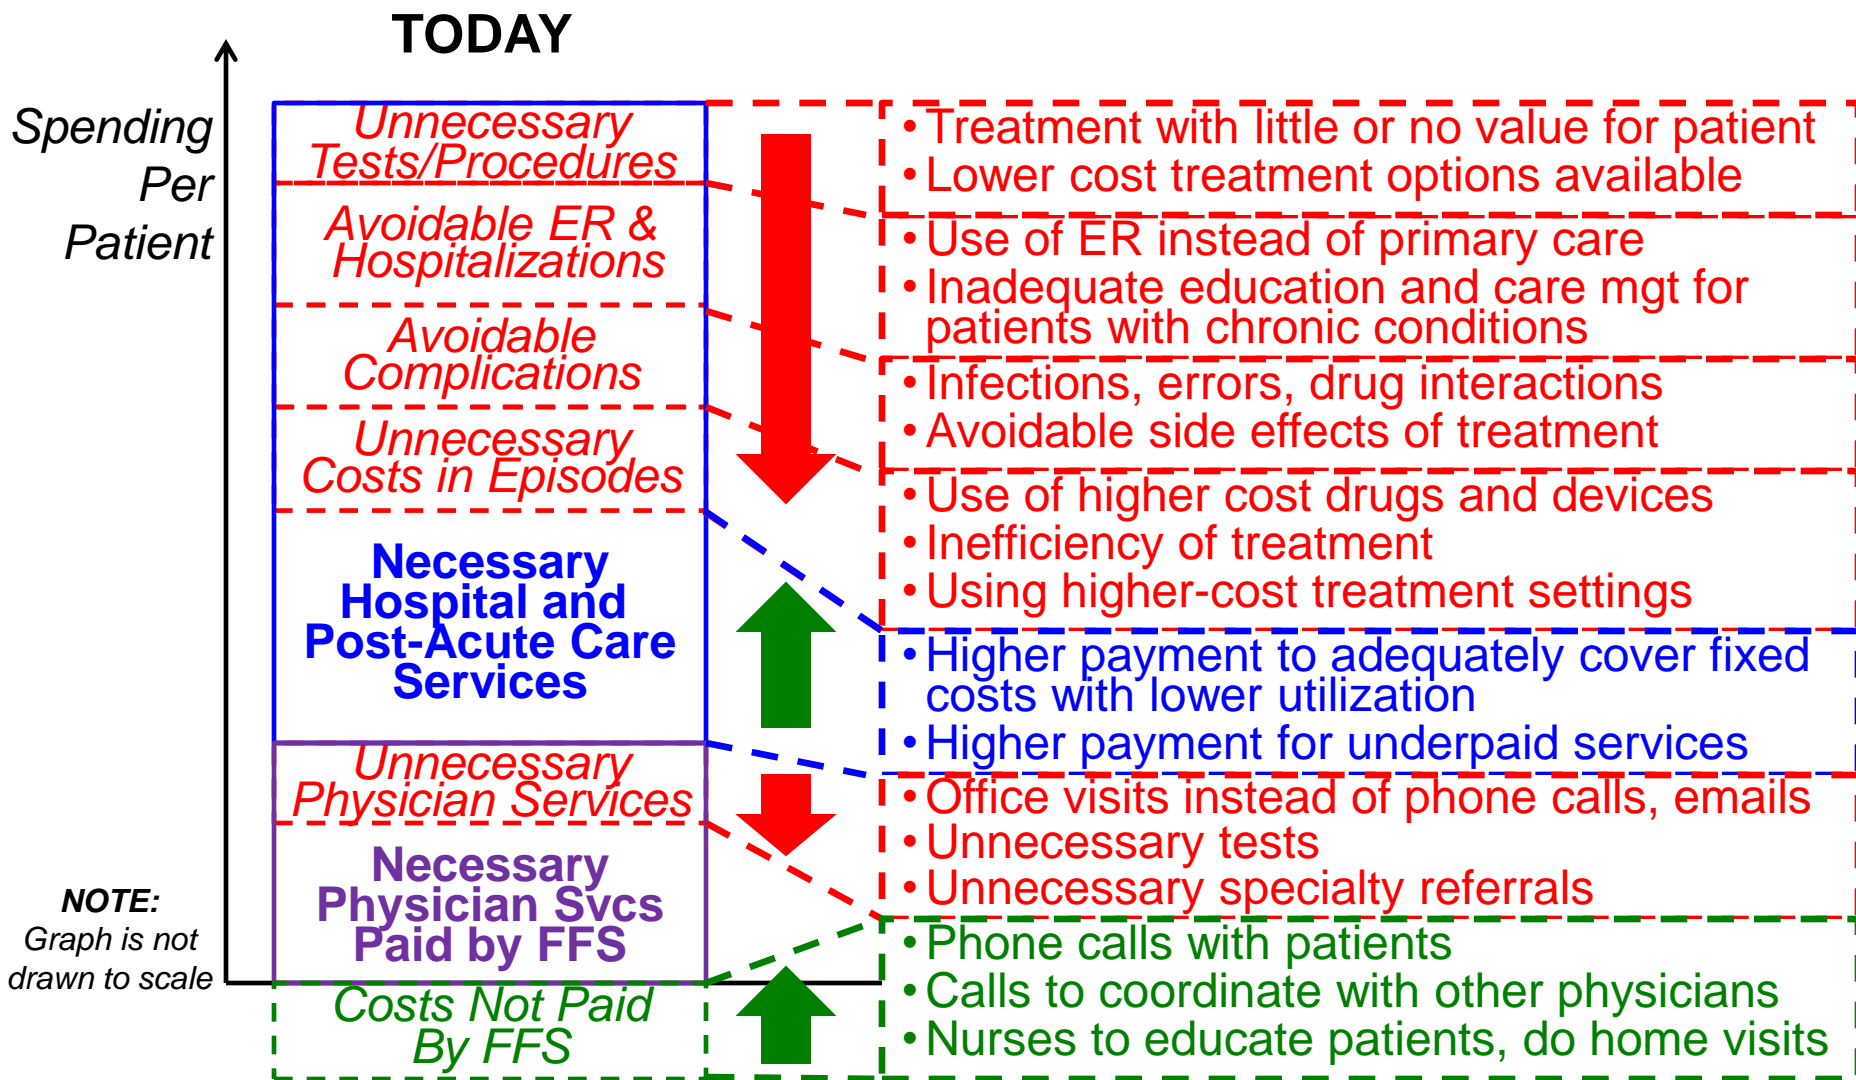 TODAY
Spending
Per
Patient
Unnecessary
Tests/Procedures
Avoidable ER &
Hospitalizations
Avoidable
Complications
Unnecessary
Costs in Episodes
Necessary
Hospital and
Post-Acute Care
Services
Unnecessary
Physician Services
Necessary
Physician Svcs
Paid by FFS
Costs Not Paid
By FFS
NOTE:
Graph is not
drawn to scale
• Treatment with little or no value for patient
• Lower cost treatment options available
• Use of ER instead of primary care
• Inadequate education and care mgt for
patients with chronic conditions
• Infections, errors, drug interactions
• Avoidable side effects of treatment
• Use of higher cost drugs and devices
• Inefficiency of treatment
• Using higher-cost treatment settings
• Higher payment to adequately cover fixed
costs with lower utilization
• Higher payment for underpaid services
• Office visits instead of phone calls, emails
• Unnecessary tests
• Unnecessary specialty referrals
• Phone calls with patients
• Calls to coordinate with other physicians
• Nurses to educate patients, do home visits